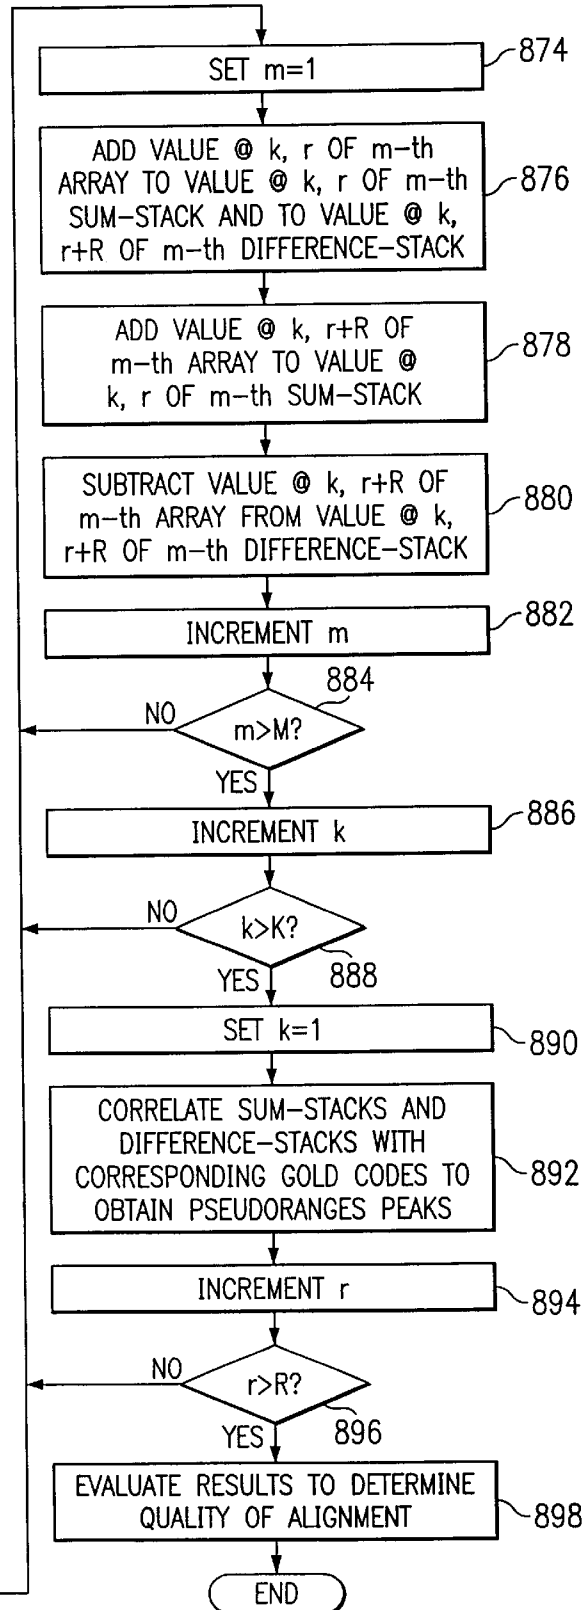 SET m=1
874
ADD VALUE @ k, r OF m-th
ARRAY TO VALUE @ k, r OF m-th
SUM-STACK AND TO VALUE @ k,
r+R OF m-th DIFFERENCE-STACK
876
ADD VALUE @ k, r+R OF
m-th ARRAY TO VALUE @
k, r OF m-th SUM-STACK
878
SUBTRACT VALUE @ k, r+R OF
m-th ARRAY FROM VALUE @ k,
r+R OF m-th DIFFERENCE-STACK
880
INCREMENT m
882
884
NO
m>M?
YES
INCREMENT k
886
NO
k>K?
YES
888
SET k=1
890
CORRELATE SUM-STACKS AND
DIFFERENCE-STACKS WITH
CORRESPONDING GOLD CODES TO
OBTAIN PSEUDORANGES PEAKS
892
INCREMENT r
894
NO
r>R?
YES
896
EVALUATE RESULTS TO DETERMINE
QUALITY OF ALIGNMENT
898
END